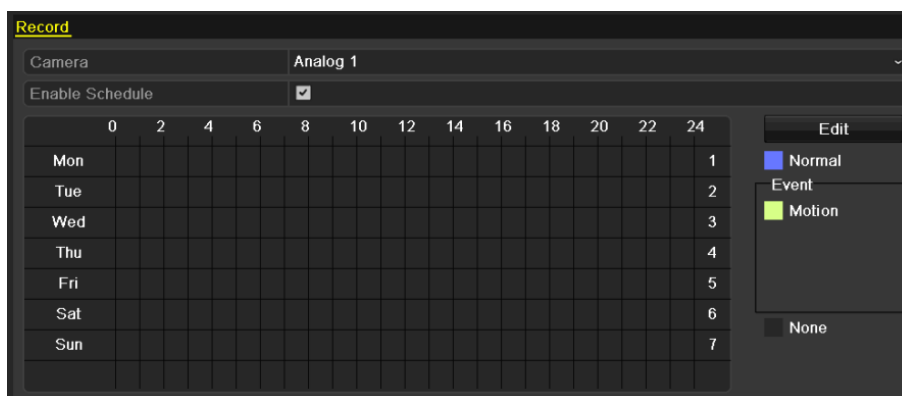 Record
Camera Analog 1
Enable Schedule
0 2 4 6 8 10 12 14 16 18 20 22 24
Mon 1
Tue 2
Wed 3
Thu 4
Fri 5
Sat 6
Sun 7
Edit
Normal
Event
Motion
None